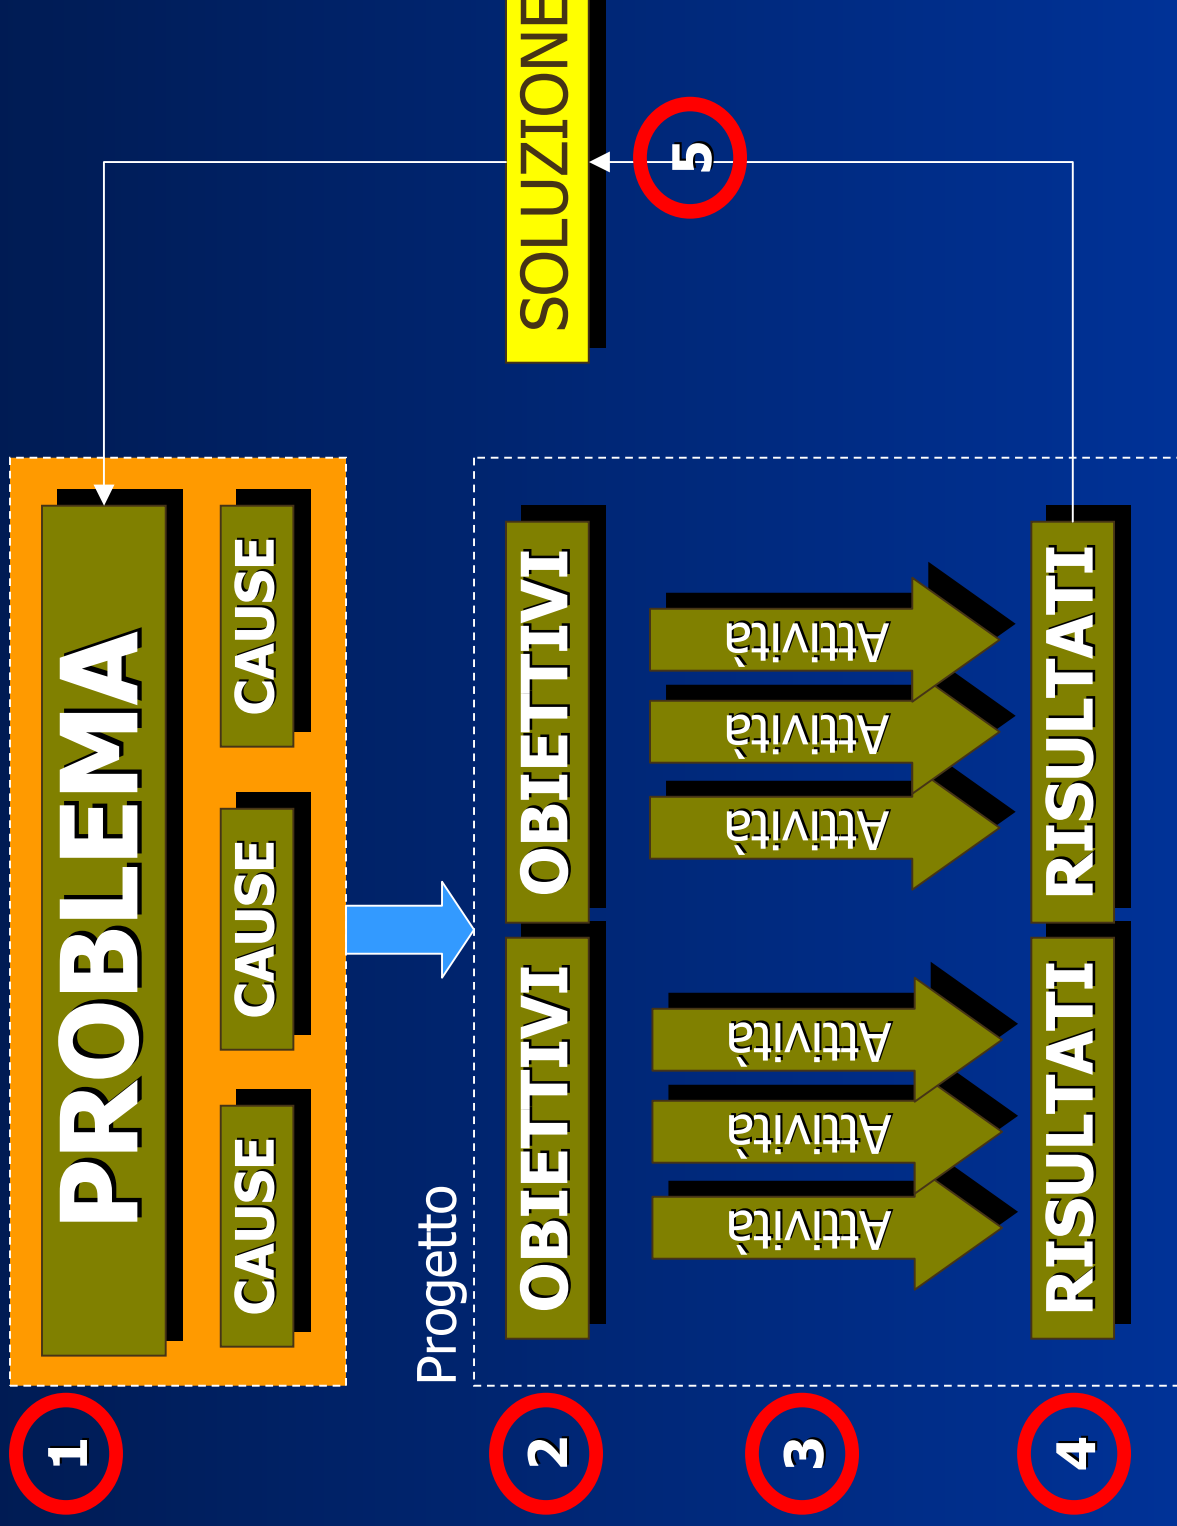 1
PROBLEMA
CAUSE
CAUSE
CAUSE
Progetto
2
OBIETTIVI
OBIETTIVI
SOLUZIONE
3
Attività
Attività
Attività
Attività
Attività
Attività
5
4
RISULTATI
RISULTATI